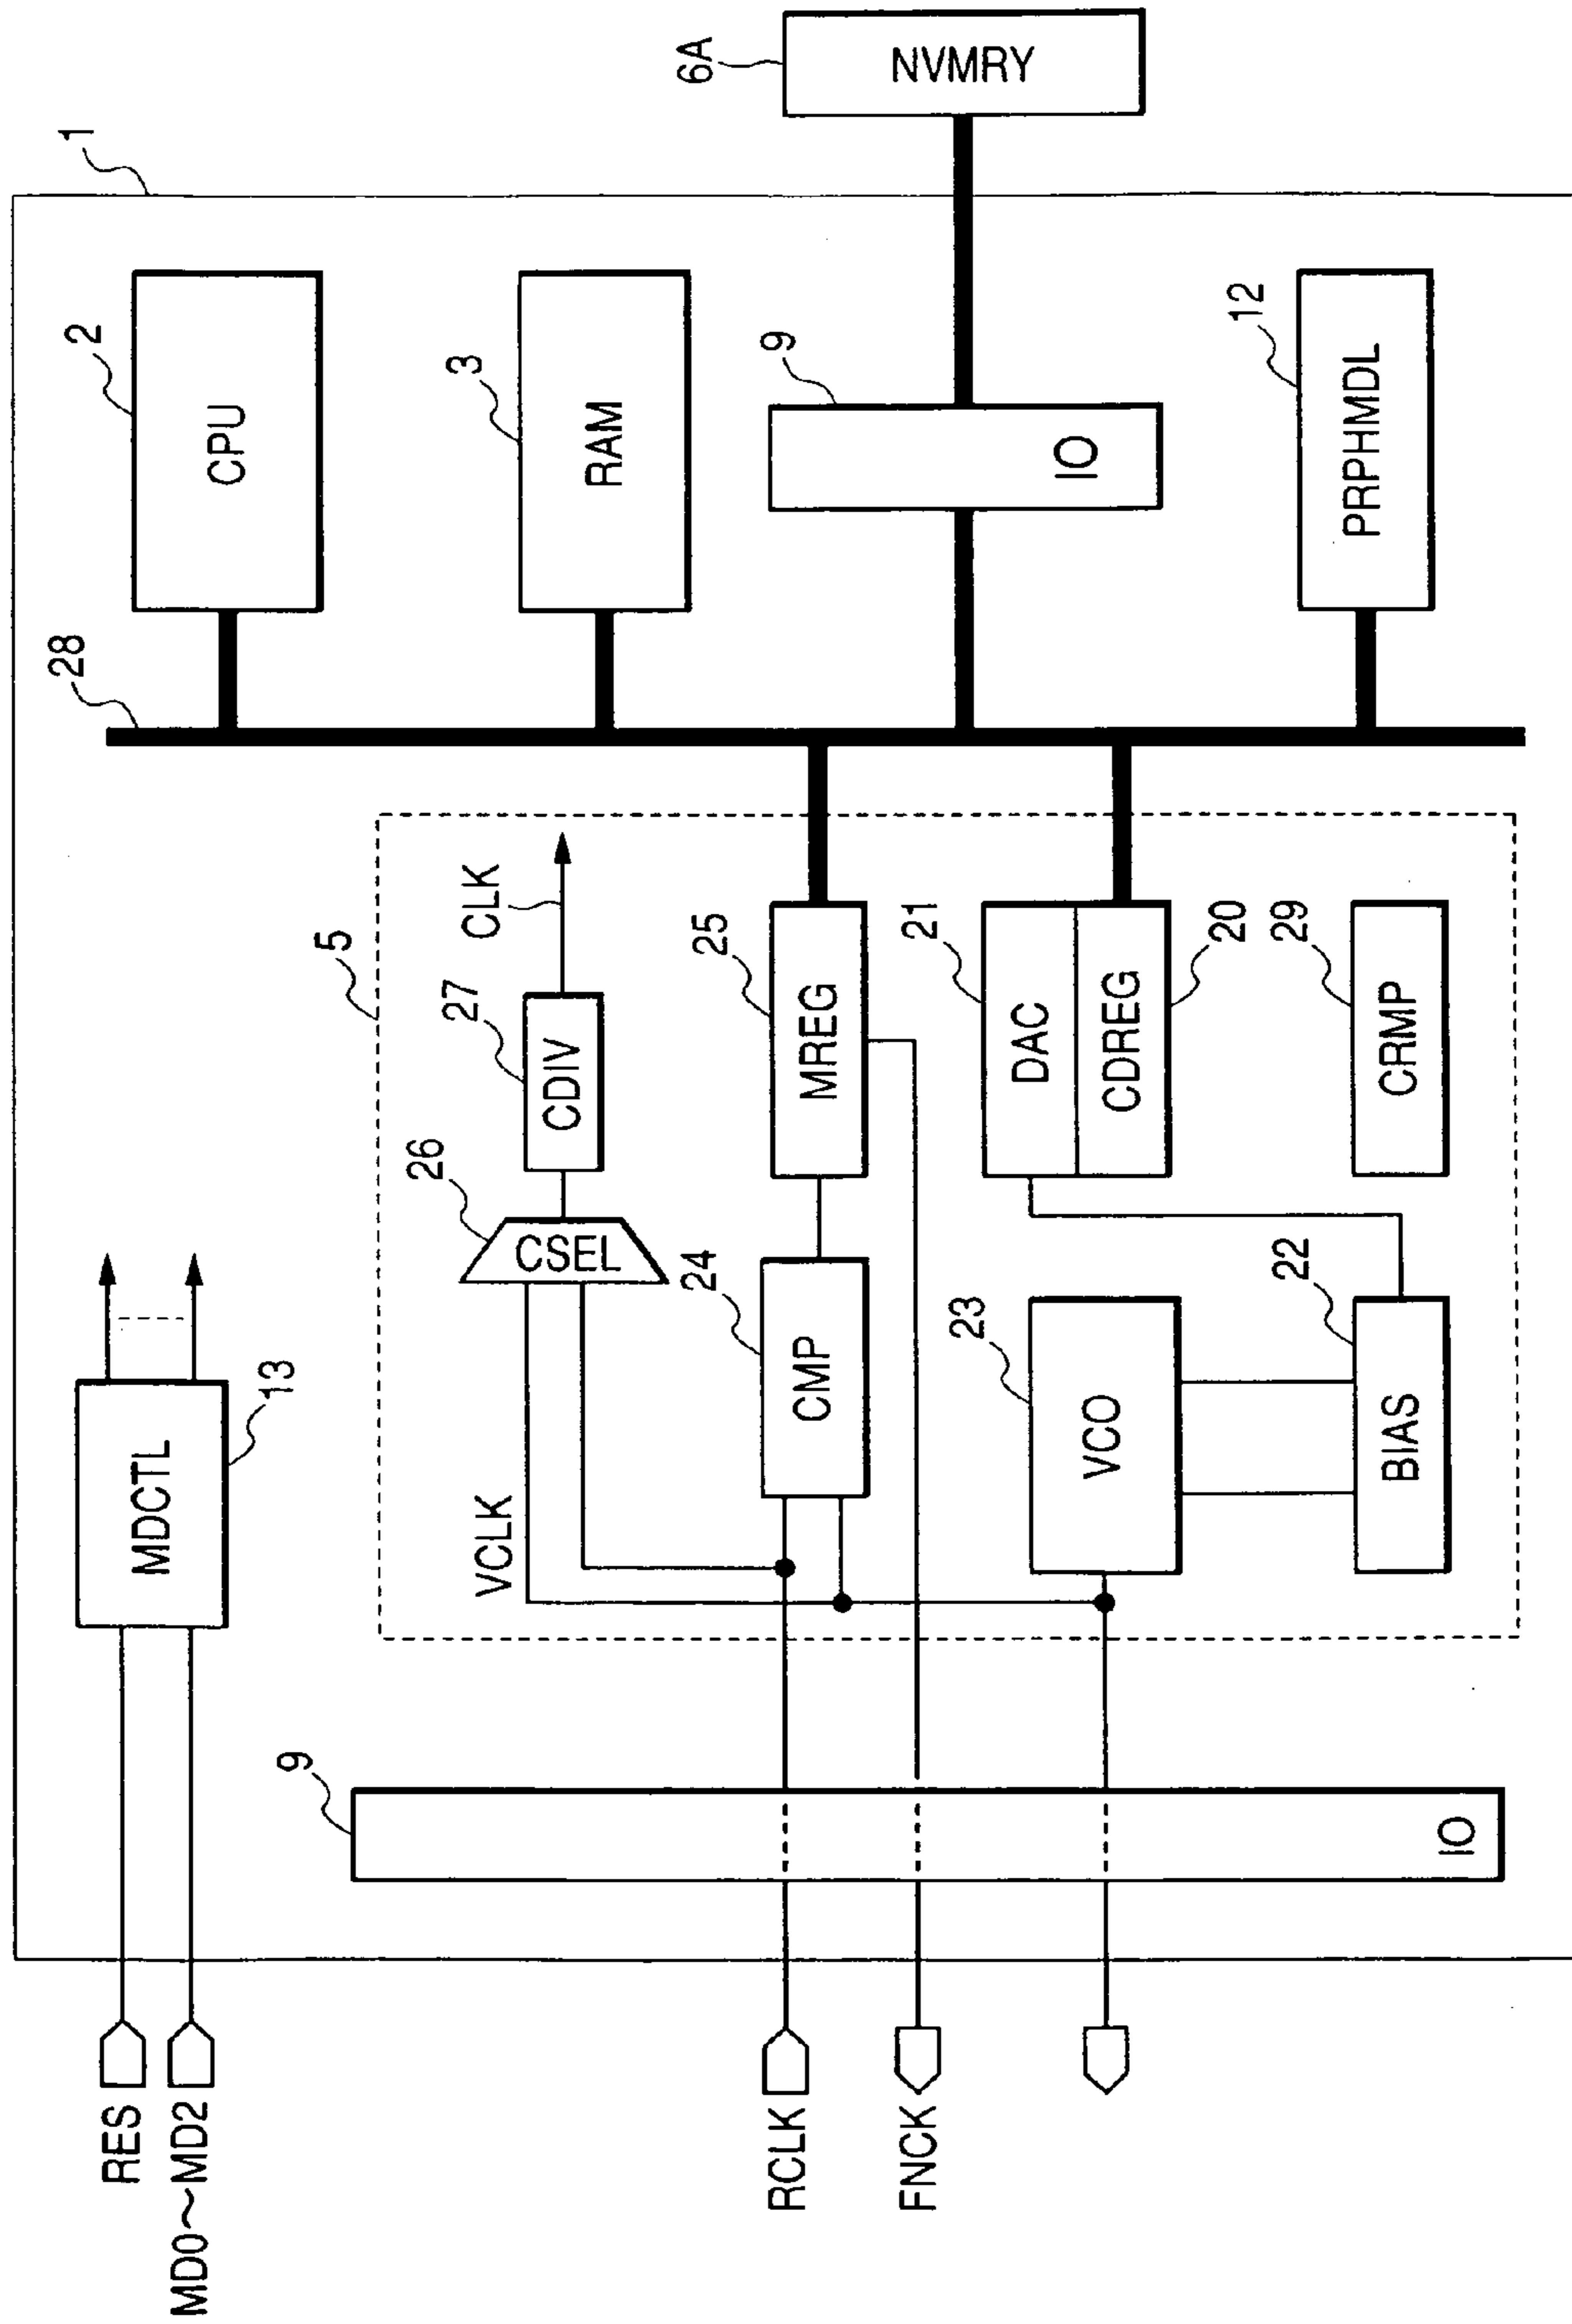 1
6A
NVMRY
2
CPU
3
RAM
9
IO
12
PRPHMDL
28
5
CLK
27
CDIV
26
CSEL
25
MREG
21
DAC
CDREG
20
29
CRMP
24
CMP
23
VCO
22
BIAS
VCLK
MDCTL
13
9
IO
RES
MD0~MD2
RCLK
FNCK